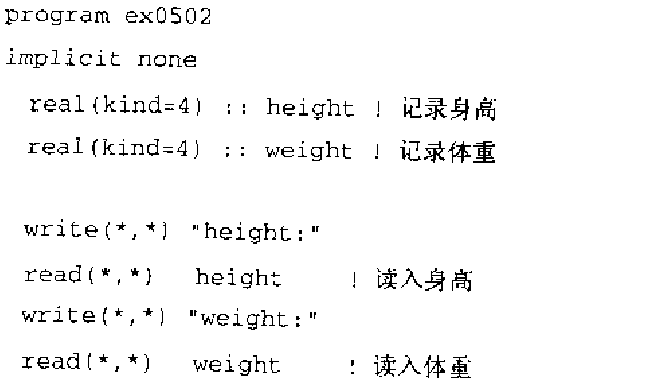 program ex0502
implicit none
real(kind=4) :: height ! 记录身高
real(kind=4) :: weight ! 记录体重
write(*,*) "height:"
read(*,*) height ! 读入身高
write(*,*) "weight:"
read(*,*) weight ! 读入体重